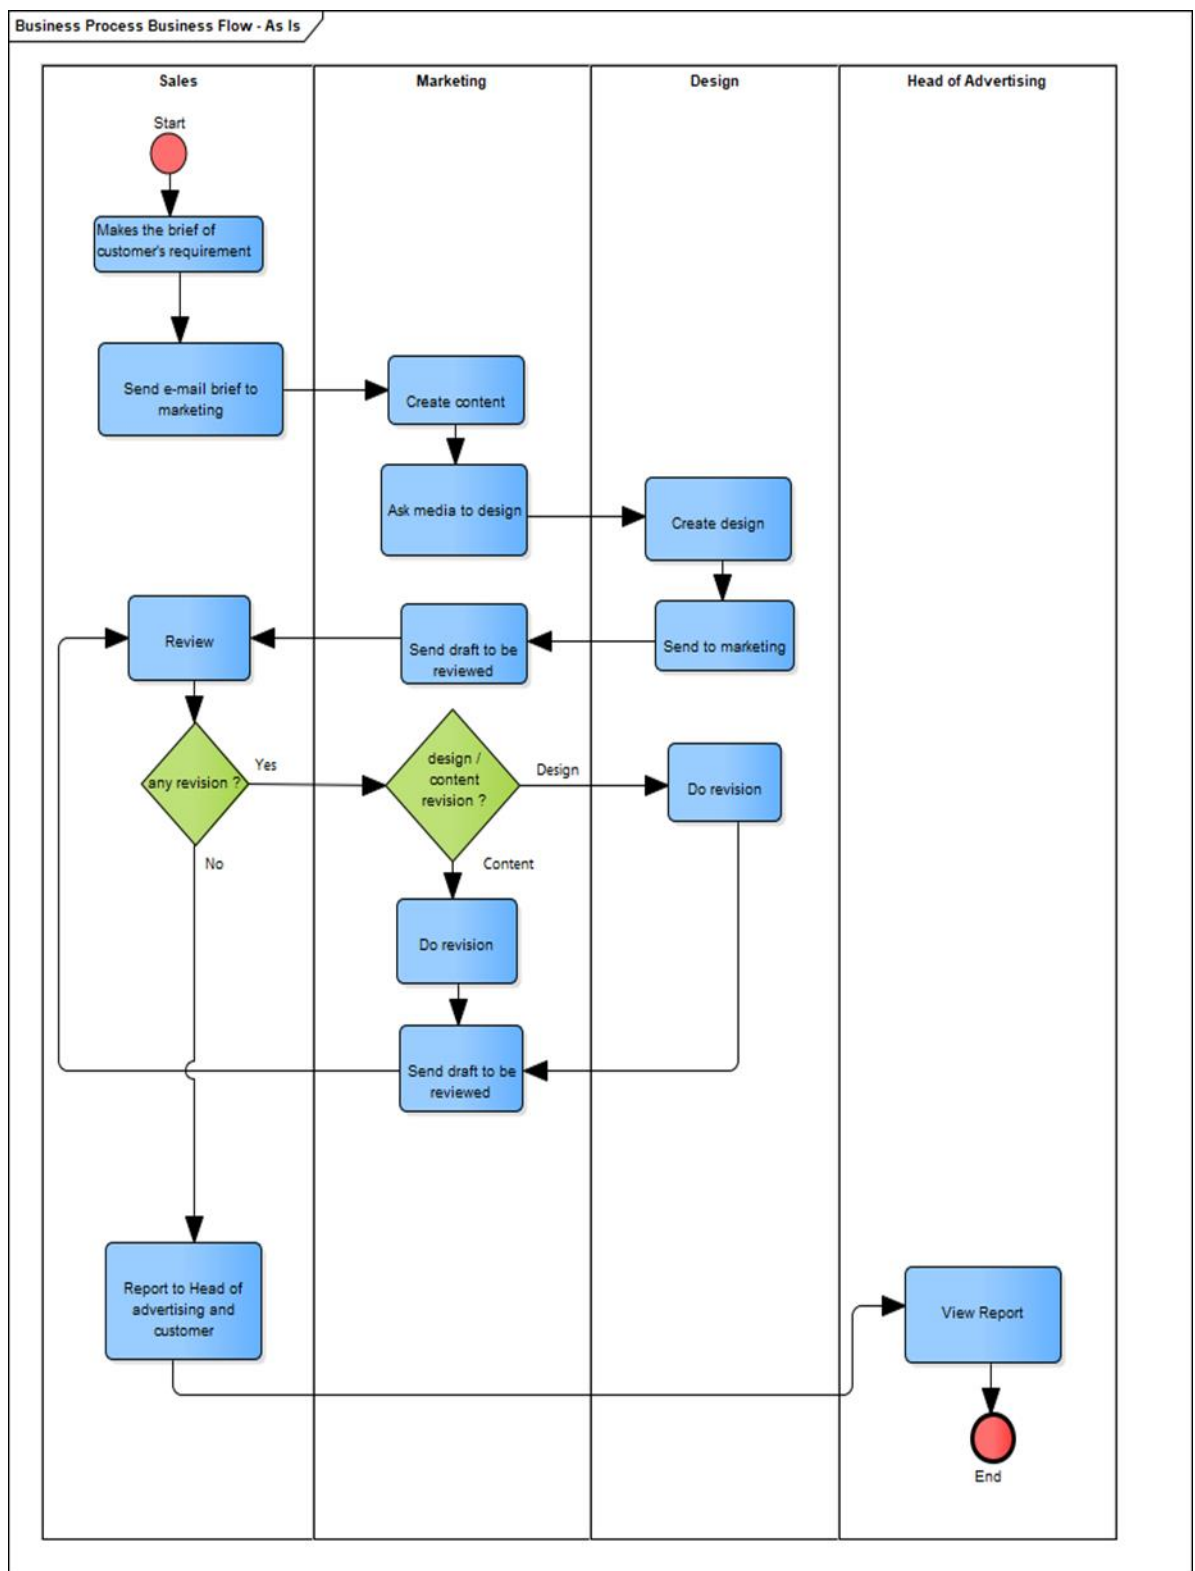 Business Process Business Flow - As Is
Sales
Marketing
Design
Head of Advertising
Start
Makes the brief of
customer's requirement
Send e-mail brief to
marketing
Create content
Ask media to design
Create design
Review
Send draft to be
reviewed
Send to marketing
any revision ?
Yes
design /
content
revision ?
Design
Do revision
No
Content
Do revision
Send draft to be
reviewed
Report to Head of
advertising and
customer
View Report
End